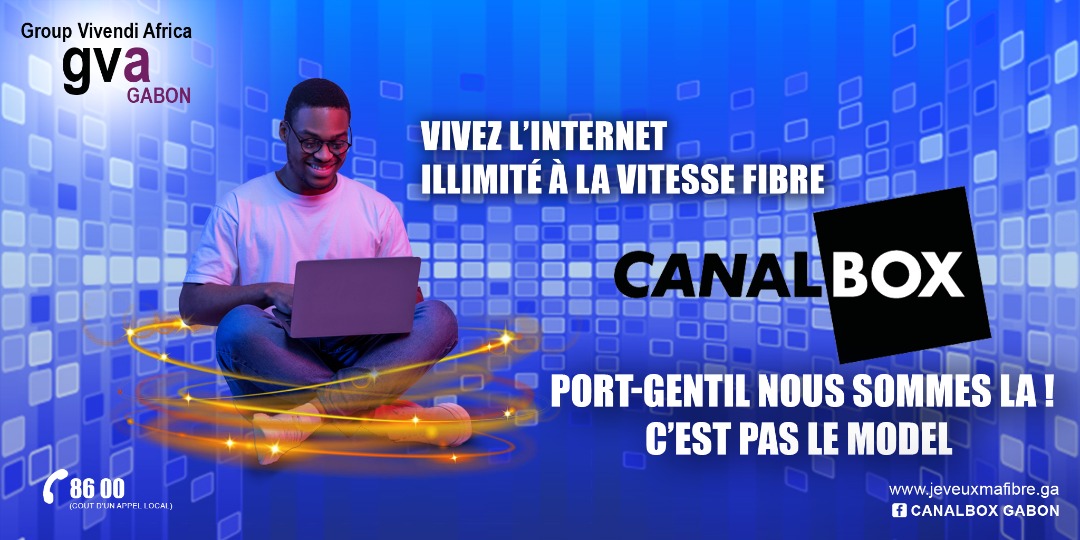 Group Vivendi Africa
gva
GABON
VIVEZ L'INTERNET
ILLIMITÉ À LA VITESSE FIBRE
CANALBOX
PORT-GENTIL NOUS SOMMES LA !
C'EST PAS LE MODEL
86 00
(COUT D'UN APPEL LOCAL)
www.jeveuxmafibre.ga
CANALBOX GABON